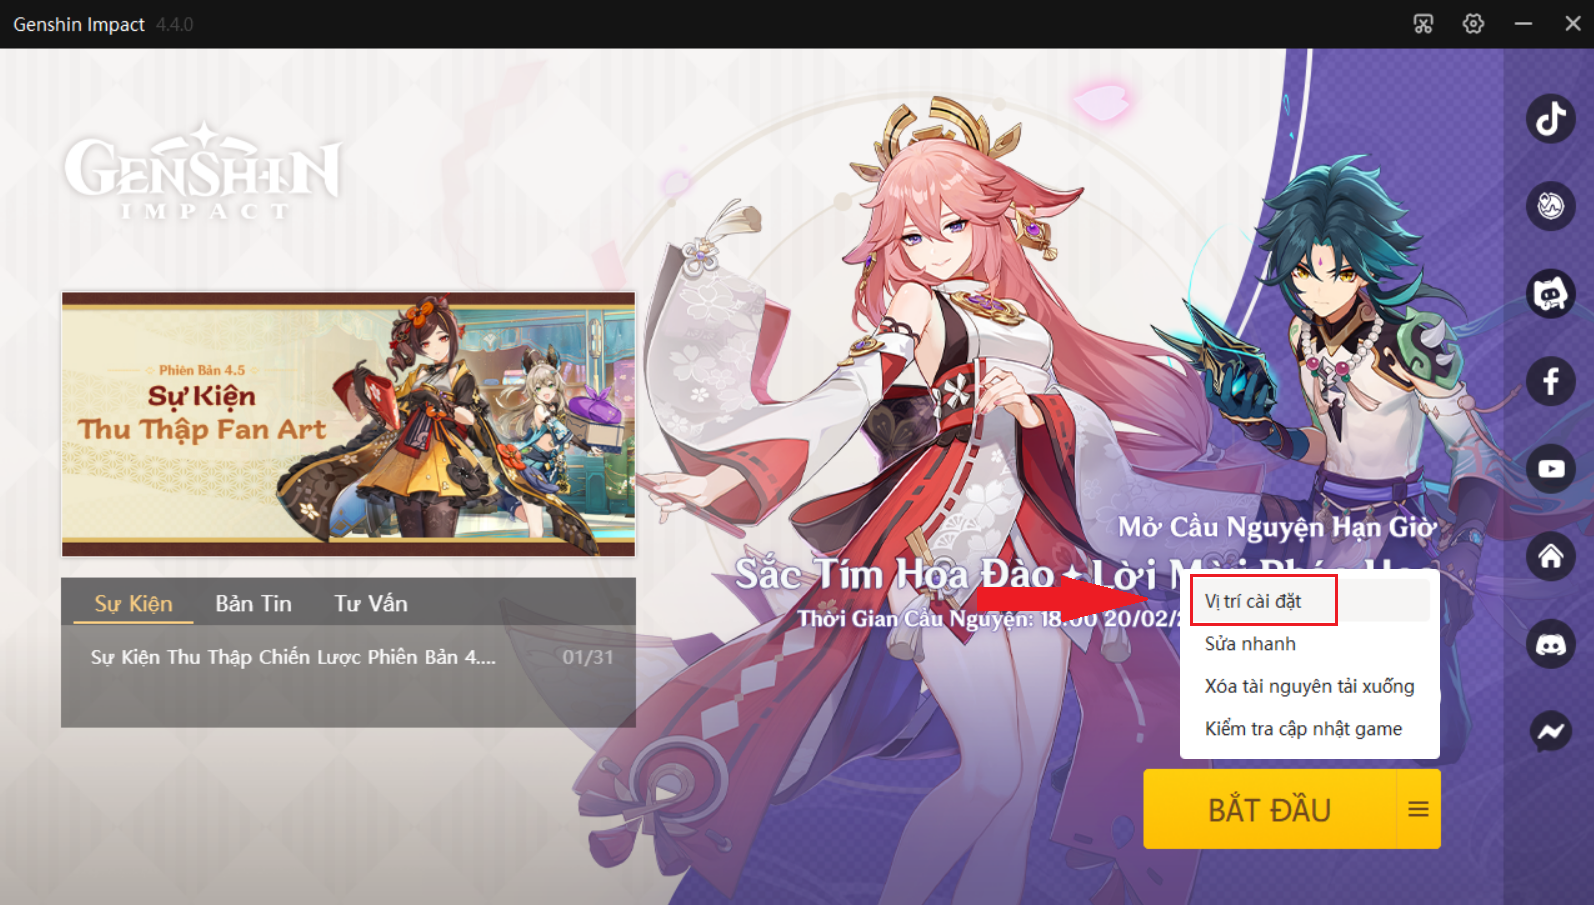 Genshin Impact 4.4.0
GENSHIN
IMPACT
Phiên Bản 4.5
Sự Kiện
Thu Thập Fan Art
Sự Kiện Bản Tin Tư Vấn
Sự Kiện Thu Thập Chiến Lược Phiên Bản 4.... 01/31
Mở Cầu Nguyện Hạn Giờ
Sắc Tím Hoa Đào Lời
Thời Gian Cầu Nguyện: 18:00 20/02/2
Vị trí cài đặt
Sửa nhanh
Xóa tài nguyên tải xuống
Kiểm tra cập nhật game
BẮT ĐẦU